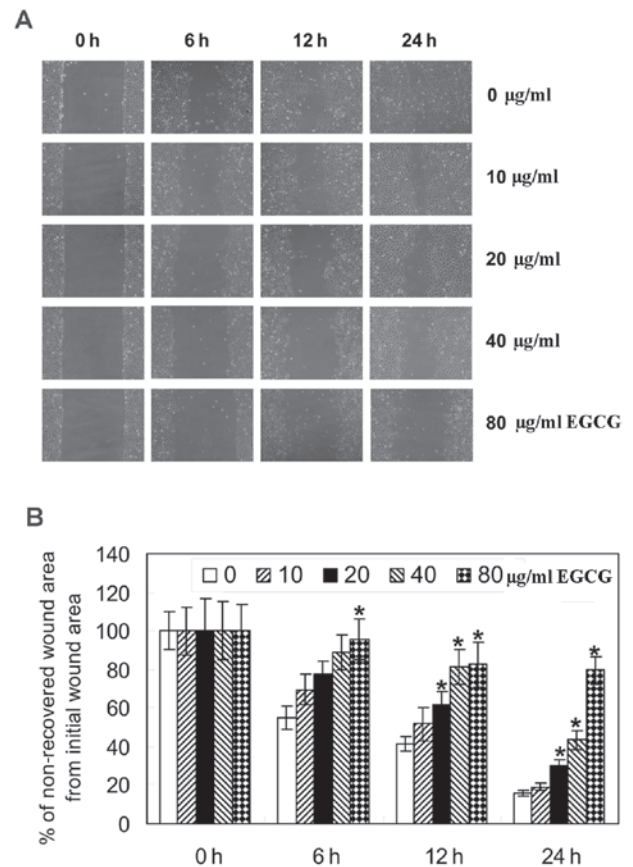 A
0 h 6 h 12 h 24 h
0 µg/ml
10 µg/ml
20 µg/ml
40 µg/ml
80 µg/ml EGCG
B
% of non-recovered wound area
from initial wound area
140
120
100
80
60
40
20
0
0 10 20 40 80 µg/ml EGCG
*
* * *
* * *
0 h 6 h 12 h 24 h